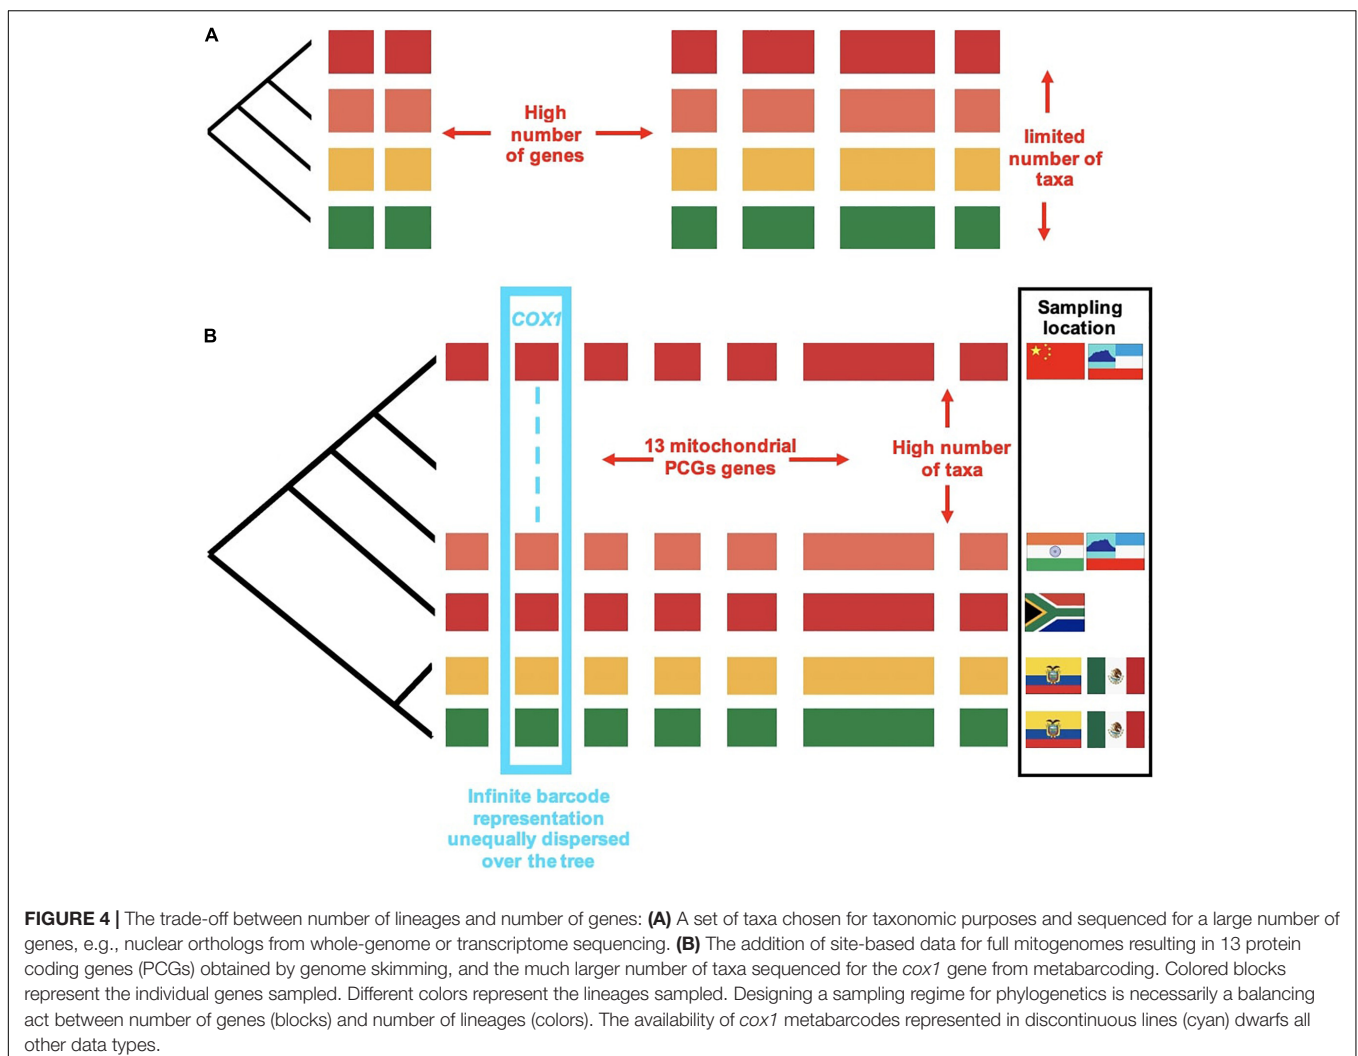 A
High
number
of genes
limited
number of
taxa
B
COX1
Sampling
location
13 mitochondrial
PCGs genes
High number
of taxa
Infinite barcode
representation
unequally dispersed
over the tree
FIGURE 4 | The trade-off between number of lineages and number of genes: (A) A set of taxa chosen for taxonomic purposes and sequenced for a large number of
genes, e.g., nuclear orthologs from whole-genome or transcriptome sequencing. (B) The addition of site-based data for full mitogenomes resulting in 13 protein
coding genes (PCGs) obtained by genome skimming, and the much larger number of taxa sequenced for the cox1 gene from metabarcoding. Colored blocks
represent the individual genes sampled. Different colors represent the lineages sampled. Designing a sampling regime for phylogenetics is necessarily a balancing
act between number of genes (blocks) and number of lineages (colors). The availability of cox1 metabarcodes represented in discontinuous lines (cyan) dwarfs all
other data types.